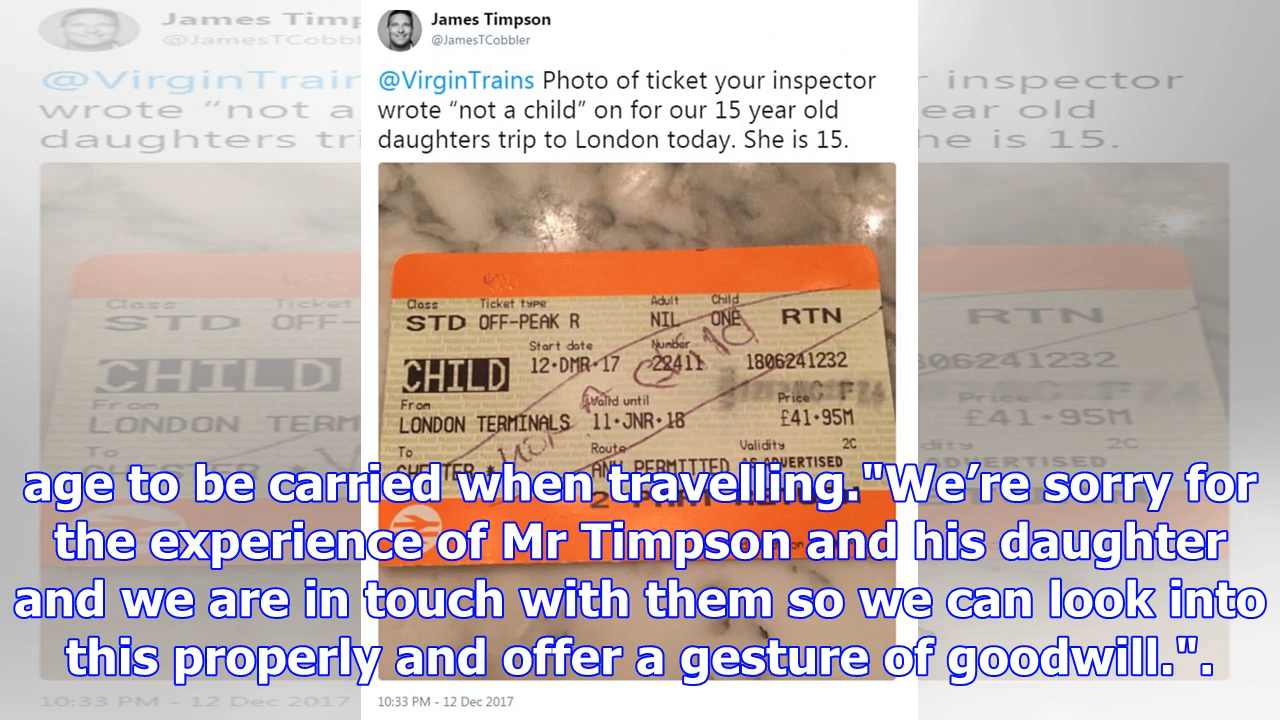 James Timpson
@JamesTCobbler
@VirginTrains Photo of ticket your inspector
wrote “not a child” on for our 15 year old
daughters trip to London today. She is 15.
Class Ticket type Adult Child
STD OFF-PEAK R NIL ONE RTN
Start date Number
CHILD 12·DMR·17 22411 1806241232
From Valid until Price
LONDON TERMINALS 11·JNR·18 £41·95M
To Route Validity 2C
CHESTER * ANY PERMITTED AS ADVERTISED
NOT A CHILD
age to be carried when travelling."We’re sorry for
the experience of Mr Timpson and his daughter
and we are in touch with them so we can look into
this properly and offer a gesture of goodwill.".
10:33 PM - 12 Dec 2017